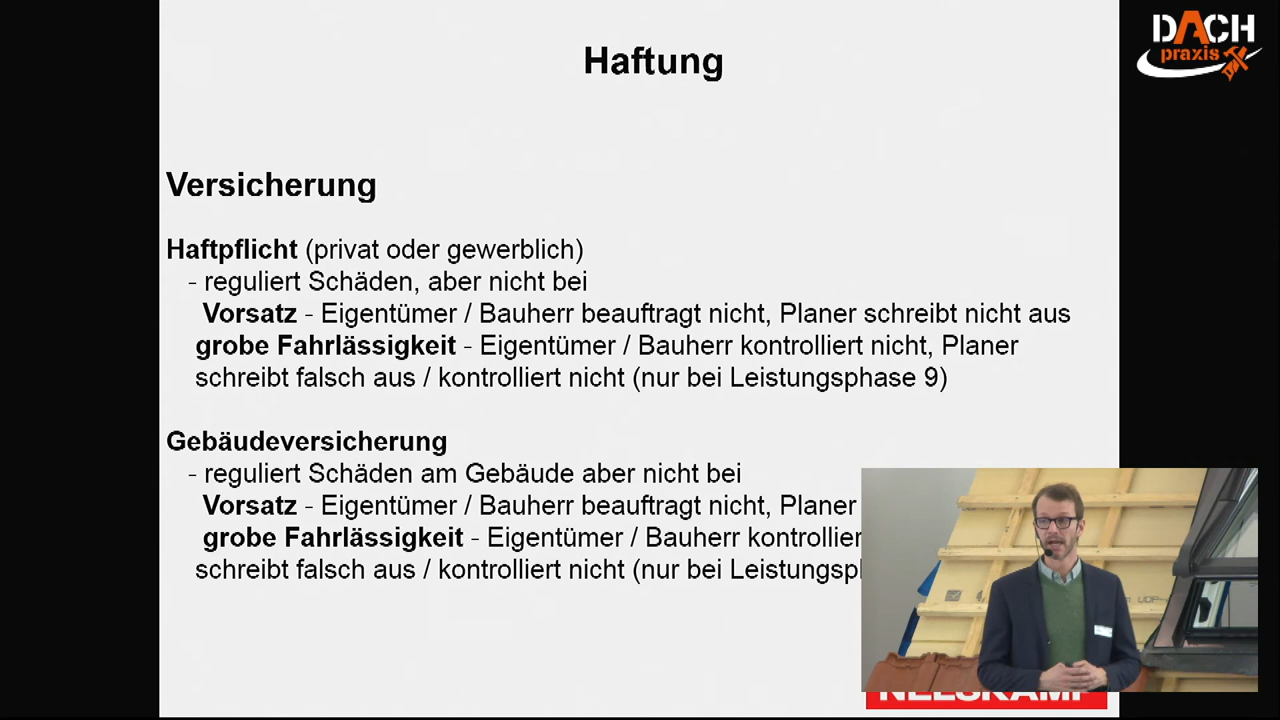 DACH
praxis
Haftung
Versicherung
Haftpflicht (privat oder gewerblich)
- reguliert Schäden, aber nicht bei
Vorsatz - Eigentümer / Bauherr beauftragt nicht, Planer schreibt nicht aus
grobe Fahrlässigkeit - Eigentümer / Bauherr kontrolliert nicht, Planer
schreibt falsch aus / kontrolliert nicht (nur bei Leistungsphase 9)
Gebäudeversicherung
- reguliert Schäden am Gebäude aber nicht bei
Vorsatz - Eigentümer / Bauherr beauftragt nicht, Planer
grobe Fahrlässigkeit - Eigentümer / Bauherr kontrollier
schreibt falsch aus / kontrolliert nicht (nur bei Leistungsp
NELSKAMP